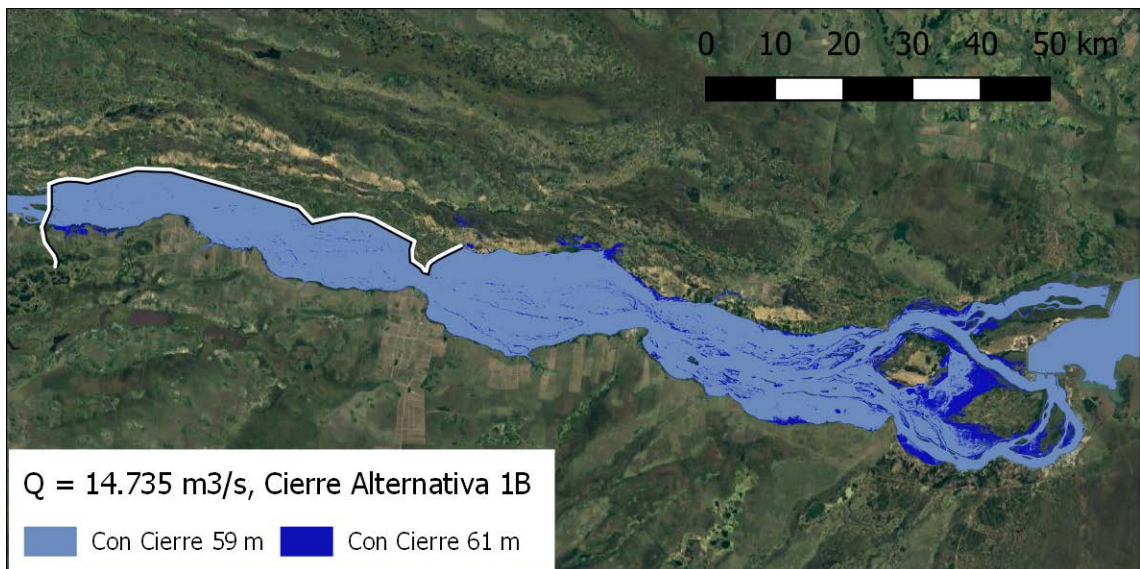 0 10 20 30 40 50 km
Q = 14.735 m3/s, Cierre Alternativa 1B
Con Cierre 59 m Con Cierre 61 m